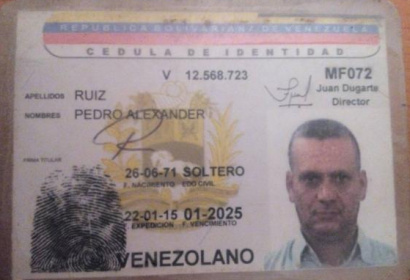 REPUBLICA BOLIVARIANA DE VENEZUELA
CEDULA DE IDENTIDAD
V 12.568.723
MF072
Juan Dugarte
Director
APELLIDOS RUIZ
NOMBRES PEDRO ALEXANDER
FIRMA TITULAR
26-06-71 SOLTERO
F. NACIMIENTO EDO CIVIL
22-01-15 01-2025
EXPEDICION F. VENCIMIENTO
VENEZOLANO